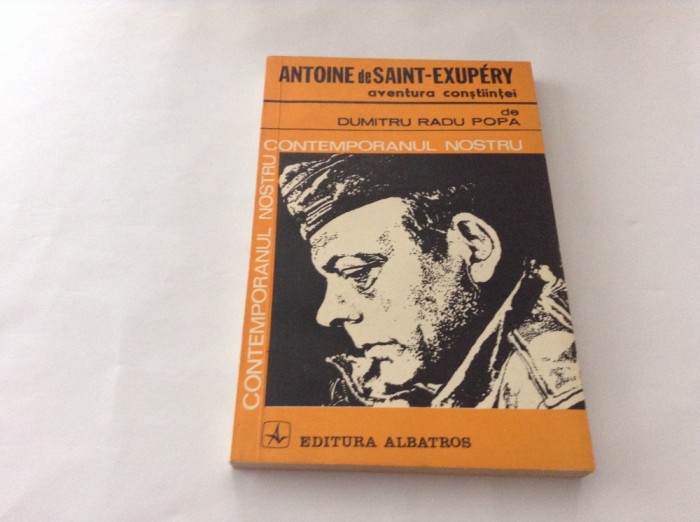 ANTOINE de SAINT-EXUPÉRY
aventura conștiinței
de
DUMITRU RADU POPA
CONTEMPORANUL NOSTRU
CONTEMPORANUL NOSTRU
EDITURA ALBATROS